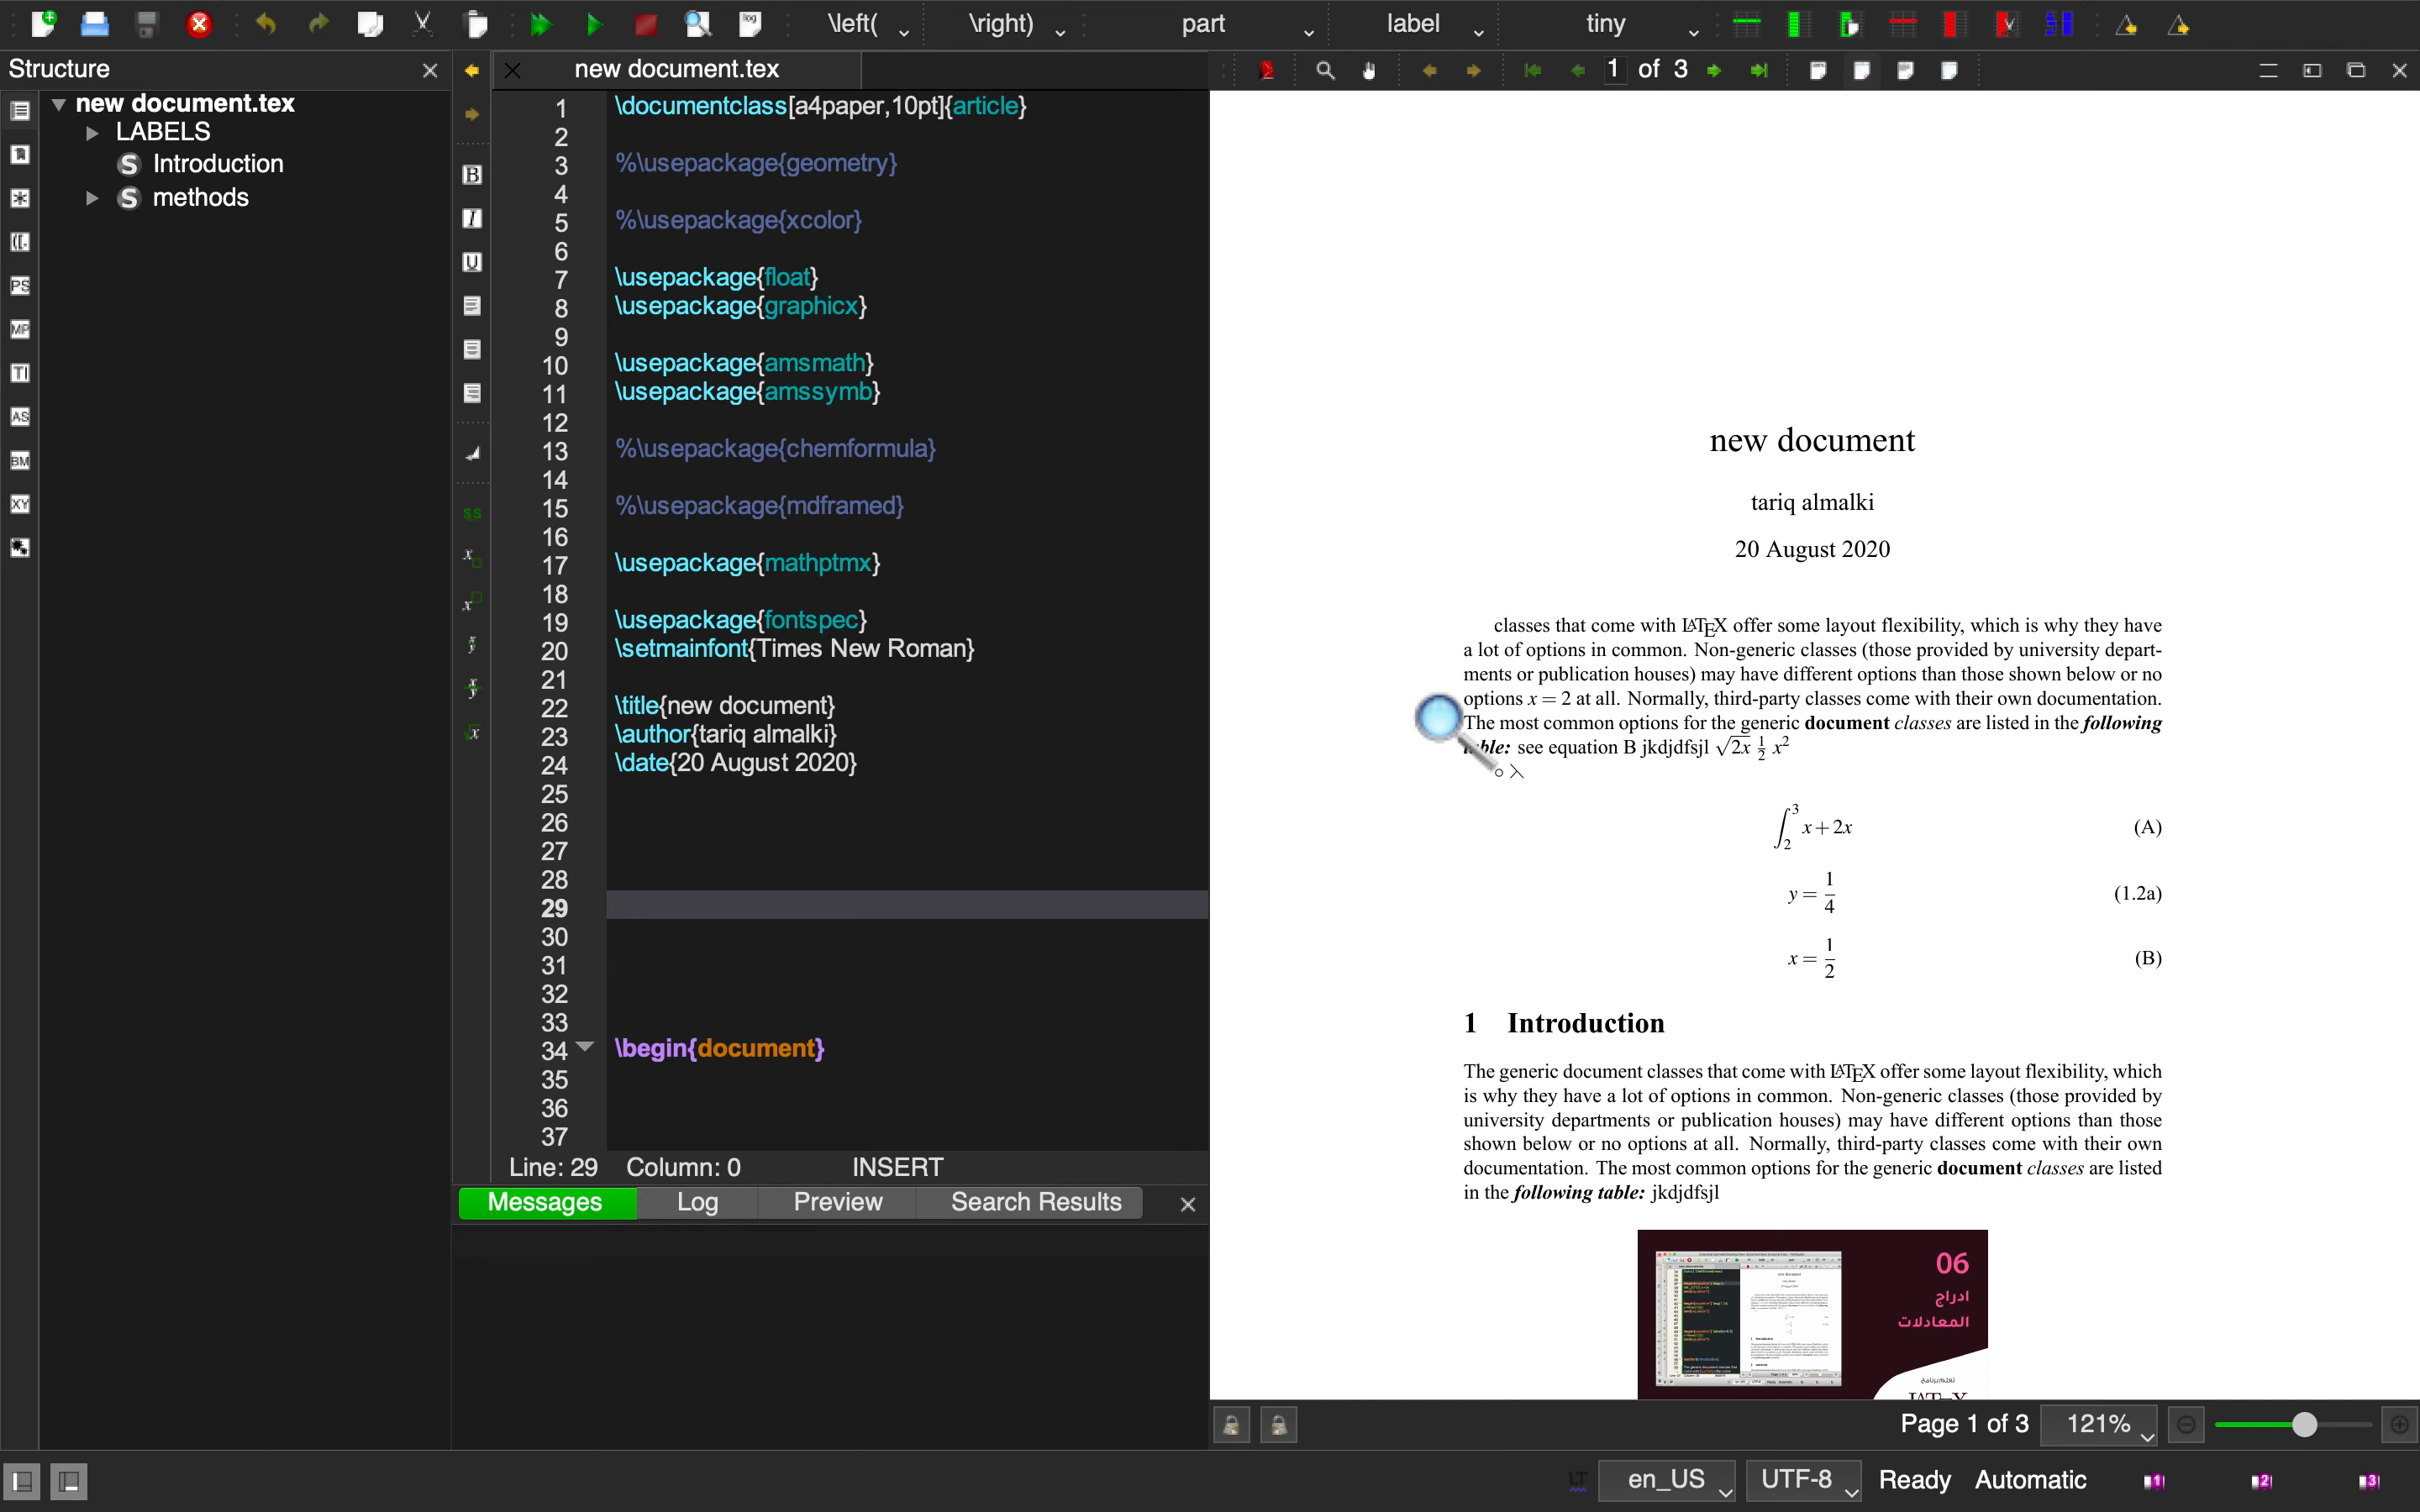 \left(
\right)
part
label
tiny
Structure
new document.tex
1 of 3
new document.tex
LABELS
S Introduction
S methods
1 \documentclass[a4paper,10pt]{article}
2
3 %\usepackage{geometry}
4
5 %\usepackage{xcolor}
6
7 \usepackage{float}
8 \usepackage{graphicx}
9
10 \usepackage{amsmath}
11 \usepackage{amssymb}
12
13 %\usepackage{chemformula}
14
15 %\usepackage{mdframed}
16
17 \usepackage{mathptmx}
18
19 \usepackage{fontspec}
20 \setmainfont{Times New Roman}
21
22 \title{new document}
23 \author{tariq almalki}
24 \date{20 August 2020}
25
26
27
28
29
30
31
32
33
34 \begin{document}
35
36
37
Line: 29 Column: 0 INSERT
Messages Log Preview Search Results
new document
tariq almalki
20 August 2020
classes that come with LATEX offer some layout flexibility, which is why they have
a lot of options in common. Non-generic classes (those provided by university depart-
ments or publication houses) may have different options than those shown below or no
options x = 2 at all. Normally, third-party classes come with their own documentation.
The most common options for the generic document classes are listed in the following
ble: see equation B jkdjdfsjl √2x 1/2 x²
∘ ⋋
∫₂³ x+2x (A)
y = 1/4 (1.2a)
x = 1/2 (B)
1 Introduction
The generic document classes that come with LATEX offer some layout flexibility, which
is why they have a lot of options in common. Non-generic classes (those provided by
university departments or publication houses) may have different options than those
shown below or no options at all. Normally, third-party classes come with their own
documentation. The most common options for the generic document classes are listed
in the following table: jkdjdfsjl
06
ادراج
المعادلات
تعلم برنامج
Page 1 of 3 121%
en_US UTF-8 Ready Automatic